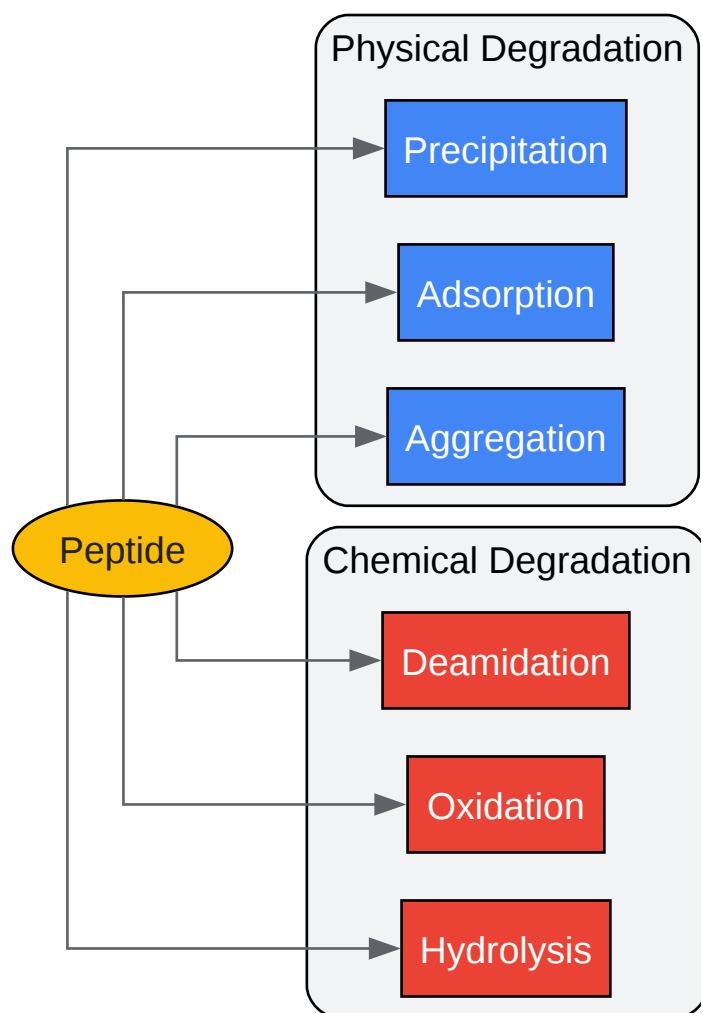 Physical Degradation
Precipitation
Adsorption
Aggregation
Peptide
Chemical Degradation
Deamidation
Oxidation
Hydrolysis